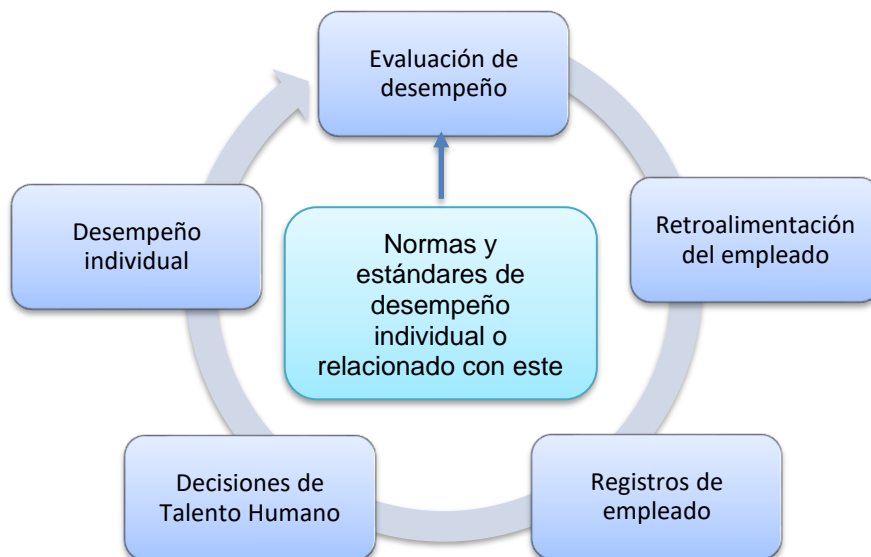 Evaluación de
desempeño
Retroalimentación
del empleado
Registros de
empleado
Decisiones de
Talento Humano
Desempeño
individual
Normas y
estándares de
desempeño
individual o
relacionado con este